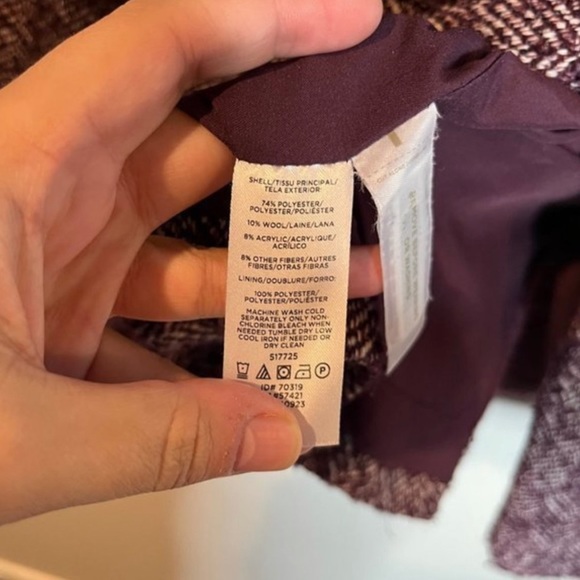 SHELL/TISSU PRINCIPAL/
TELA EXTERIOR:
74% POLYESTER/
POLYESTER/POLIÉSTER
10% WOOL/LAINE/LANA
8% ACRYLIC/ACRYLIQUE/
ACRÍLICO
8% OTHER FIBERS/AUTRES
FIBRES/OTRAS FIBRAS
LINING/DOUBLURE/FORRO:
100% POLYESTER/
POLYESTER/POLIÉSTER
MACHINE WASH COLD
SEPARATELY ONLY NON-
CHLORINE BLEACH WHEN
NEEDED TUMBLE DRY LOW
COOL IRON IF NEEDED OR
DRY CLEAN
517725
P
ID# 70319
57421
0923